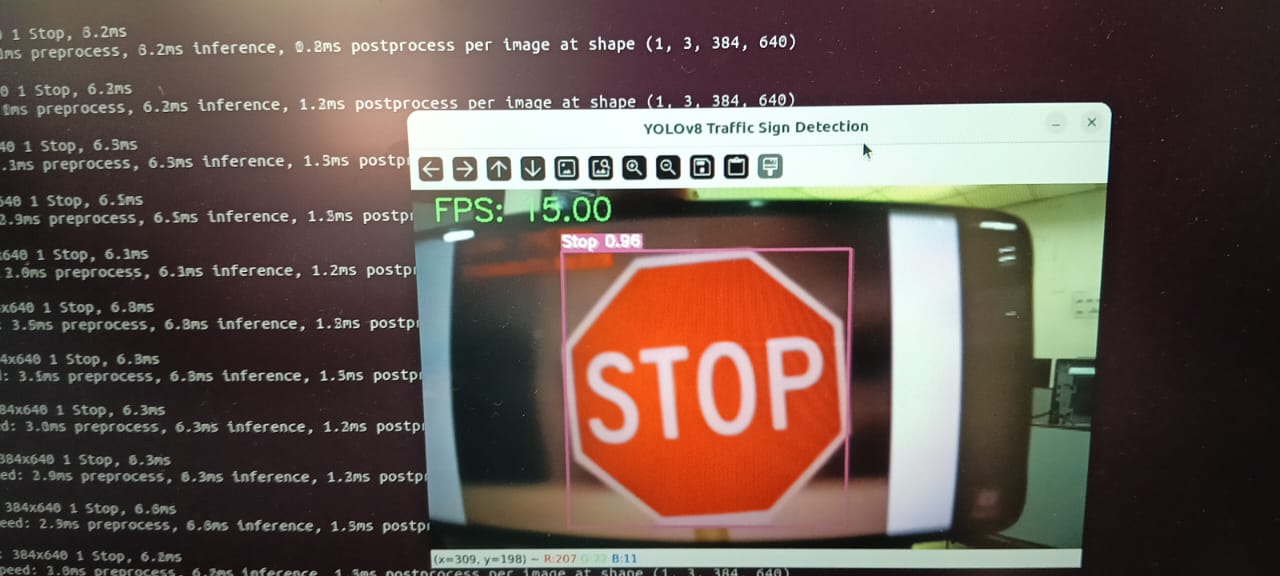 0 1 Stop, 6.2ms
ms preprocess, 6.2ms inference, 0.8ms postprocess per image at shape (1, 3, 384, 640)
0 1 Stop, 6.2ms
ms preprocess, 6.2ms inference, 1.2ms postprocess per image at shape (1, 3, 384, 640)
40 1 Stop, 6.3ms
.3ms preprocess, 6.3ms inference, 1.3ms postp
640 1 Stop, 6.5ms
2.9ms preprocess, 6.5ms inference, 1.3ms postp
x640 1 Stop, 6.3ms
3.0ms preprocess, 6.3ms inference, 1.2ms postp
x640 1 Stop, 6.8ms
: 3.5ms preprocess, 6.8ms inference, 1.3ms postp
4x640 1 Stop, 6.8ms
: 3.5ms preprocess, 6.8ms inference, 1.3ms postp
84x640 1 Stop, 6.3ms
d: 3.0ms preprocess, 6.3ms inference, 1.2ms postp
384x640 1 Stop, 6.3ms
ed: 2.9ms preprocess, 6.3ms inference, 1.2ms postp
384x640 1 Stop, 6.6ms
eed: 2.9ms preprocess, 6.6ms inference, 1.3ms postp
: 384x640 1 Stop, 6.2ms
peed: 3.0ms preprocess, 6.2ms inference, 1.3ms postprocess per image at shape (1, 3, 384, 640)
YOLOv8 Traffic Sign Detection
FPS: 15.00
Stop 0.96
STOP
(x=309, y=198) ~ R:207 B:11